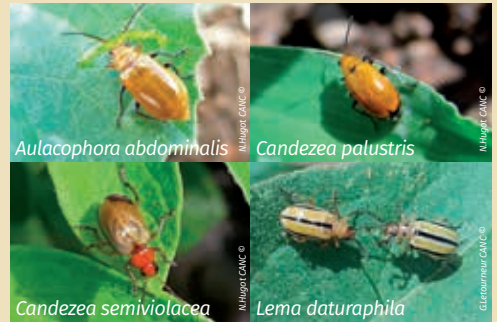 Aulacophora abdominalis
N.Hugot CANC ©
Candezea palustris
N.Hugot CANC ©
Candezea semiviolacea
N.Hugot CANC ©
Lema daturaphila
G.Letourneur CANC ©